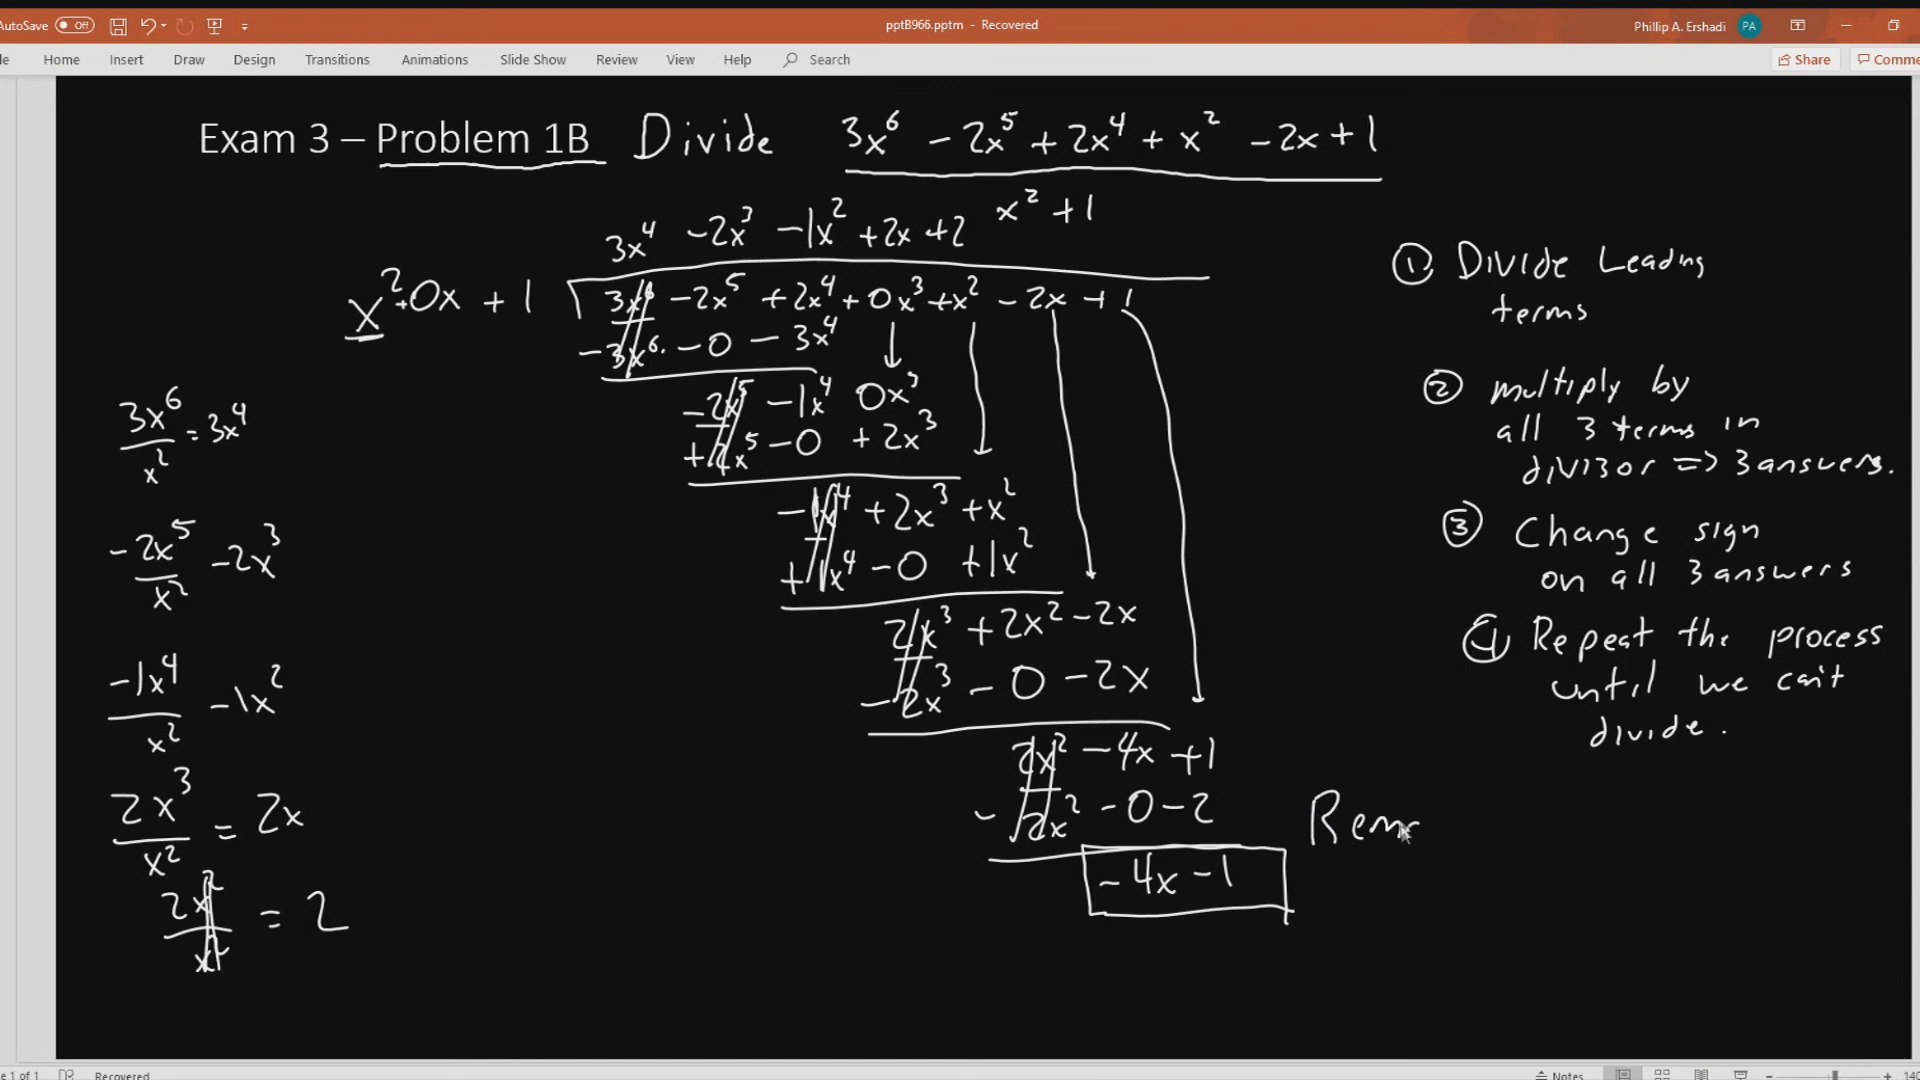 AutoSave Off pptB966.pptm - Recovered Phillip A. Ershadi PA
Home Insert Draw Design Transitions Animations Slide Show Review View Help Search Share
Exam 3 – Problem 1B Divide 3x⁶ - 2x⁵ + 2x⁴ + x² - 2x + 1
x² + 1
3x⁴ - 2x³ - 1x² + 2x + 2
x² + 0x + 1 3x⁶ - 2x⁵ + 2x⁴ + 0x³ + x² - 2x + 1
- 3x⁶ - 0 - 3x⁴
- 2x⁵ - 1x⁴ 0x³
+ 2x⁵ - 0 + 2x³
- 1x⁴ + 2x³ + x²
+ 1x⁴ - 0 + 1x²
2x³ + 2x² - 2x
- 2x³ - 0 - 2x
2x² - 4x + 1
- 2x² - 0 - 2
- 4x - 1
Rem
3x⁶/x² = 3x⁴
-2x⁵/x² -2x³
-1x⁴/x² -1x²
2x³/x² = 2x
2x²/x² = 2
① Divide Leading
terms
② multiply by
all 3 terms in
divisor => 3 answers.
③ Change sign
on all 3 answers
④ Repeat the process
until we can't
divide.
1 of 1 Recovered Notes